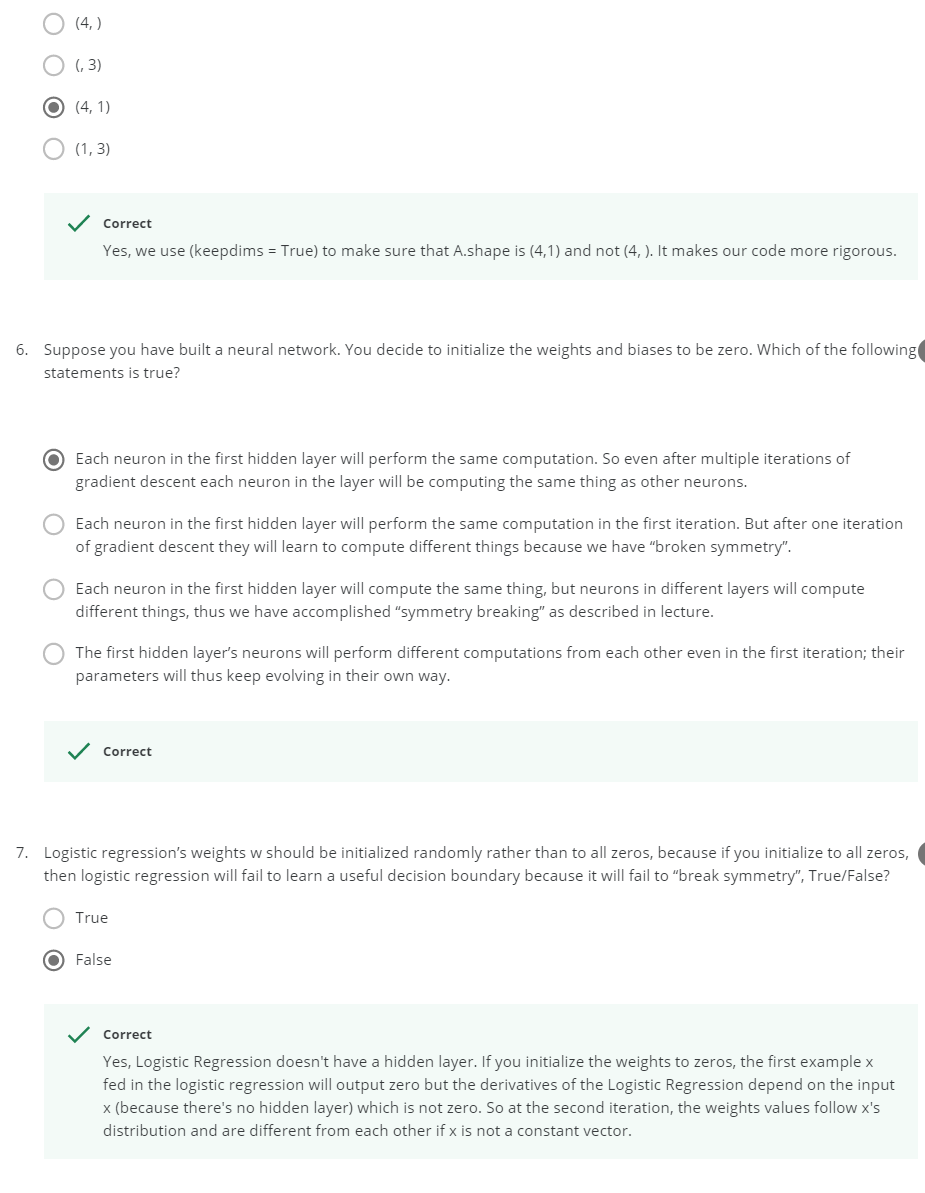 (4, )
(, 3)
(4, 1)
(1, 3)
Correct
Yes, we use (keepdims = True) to make sure that A.shape is (4,1) and not (4, ). It makes our code more rigorous.
6. Suppose you have built a neural network. You decide to initialize the weights and biases to be zero. Which of the following
statements is true?
Each neuron in the first hidden layer will perform the same computation. So even after multiple iterations of
gradient descent each neuron in the layer will be computing the same thing as other neurons.
Each neuron in the first hidden layer will perform the same computation in the first iteration. But after one iteration
of gradient descent they will learn to compute different things because we have “broken symmetry”.
Each neuron in the first hidden layer will compute the same thing, but neurons in different layers will compute
different things, thus we have accomplished “symmetry breaking” as described in lecture.
The first hidden layer’s neurons will perform different computations from each other even in the first iteration; their
parameters will thus keep evolving in their own way.
Correct
7. Logistic regression’s weights w should be initialized randomly rather than to all zeros, because if you initialize to all zeros,
then logistic regression will fail to learn a useful decision boundary because it will fail to “break symmetry”, True/False?
True
False
Correct
Yes, Logistic Regression doesn't have a hidden layer. If you initialize the weights to zeros, the first example x
fed in the logistic regression will output zero but the derivatives of the Logistic Regression depend on the input
x (because there's no hidden layer) which is not zero. So at the second iteration, the weights values follow x's
distribution and are different from each other if x is not a constant vector.